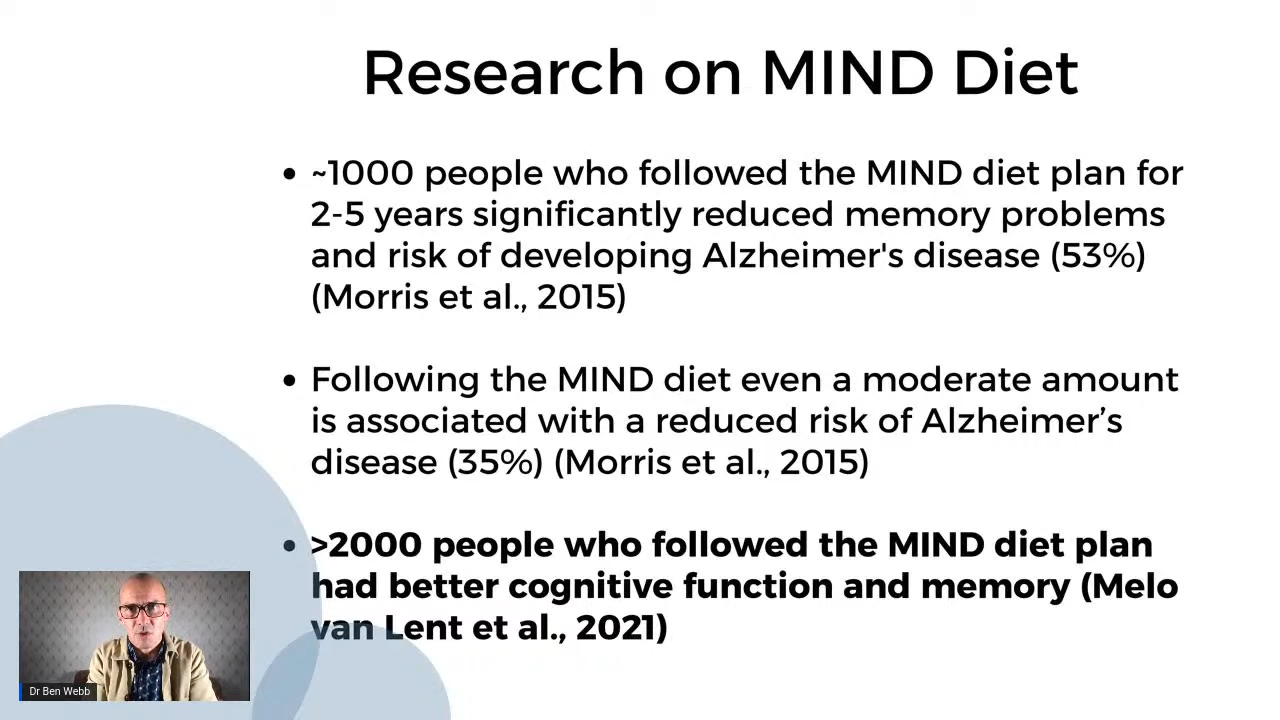 Research on MIND Diet
• ~1000 people who followed the MIND diet plan for
2-5 years significantly reduced memory problems
and risk of developing Alzheimer's disease (53%)
(Morris et al., 2015)
• Following the MIND diet even a moderate amount
is associated with a reduced risk of Alzheimer’s
disease (35%) (Morris et al., 2015)
• >2000 people who followed the MIND diet plan
had better cognitive function and memory (Melo
van Lent et al., 2021)
Dr Ben Webb